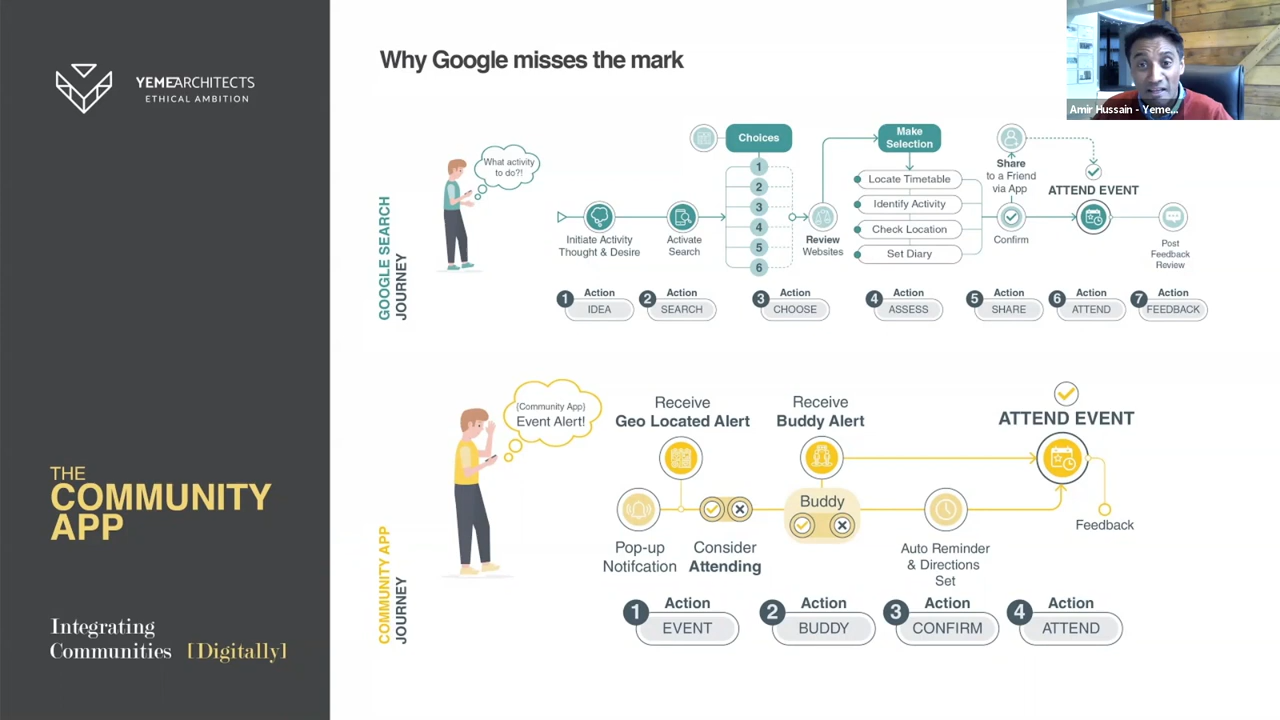 YEMEARCHITECTS
ETHICAL AMBITION
THE
COMMUNITY
APP
Integrating
Communities [Digitally]
Why Google misses the mark
Amir Hussain - Yeme...
GOOGLE SEARCH
JOURNEY
What activity
to do?!
Initiate Activity
Thought & Desire
Activate
Search
Choices
1
2
3
4
5
6
Review
Websites
Make
Selection
Locate Timetable
Identify Activity
Check Location
Set Diary
Share
to a Friend
via App
Confirm
ATTEND EVENT
Post
Feedback
Review
1 Action
IDEA
2 Action
SEARCH
3 Action
CHOOSE
4 Action
ASSESS
5 Action
SHARE
6 Action
ATTEND
7 Action
FEEDBACK
COMMUNITY APP
JOURNEY
{Community App}
Event Alert!
Receive
Geo Located Alert
Pop-up
Notifcation
Consider
Attending
Receive
Buddy Alert
Buddy
Auto Reminder
& Directions
Set
ATTEND EVENT
Feedback
1 Action
EVENT
2 Action
BUDDY
3 Action
CONFIRM
4 Action
ATTEND